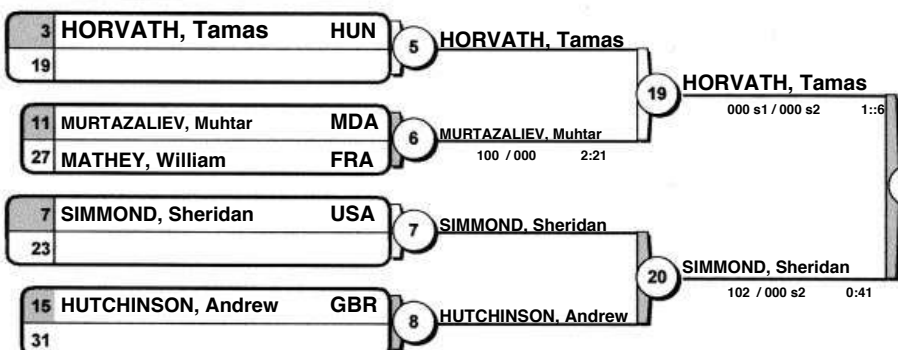 3 HORVATH, Tamas HUN
19
5
HORVATH, Tamas
11 MURTAZALIEV, Muhtar MDA
27 MATHEY, William FRA
6
MURTAZALIEV, Muhtar
100 / 000 2:21
19
HORVATH, Tamas
000 s1 / 000 s2 1::6
7 SIMMOND, Sheridan USA
23
7
SIMMOND, Sheridan
15 HUTCHINSON, Andrew GBR
31
8
HUTCHINSON, Andrew
20
SIMMOND, Sheridan
102 / 000 s2 0:41